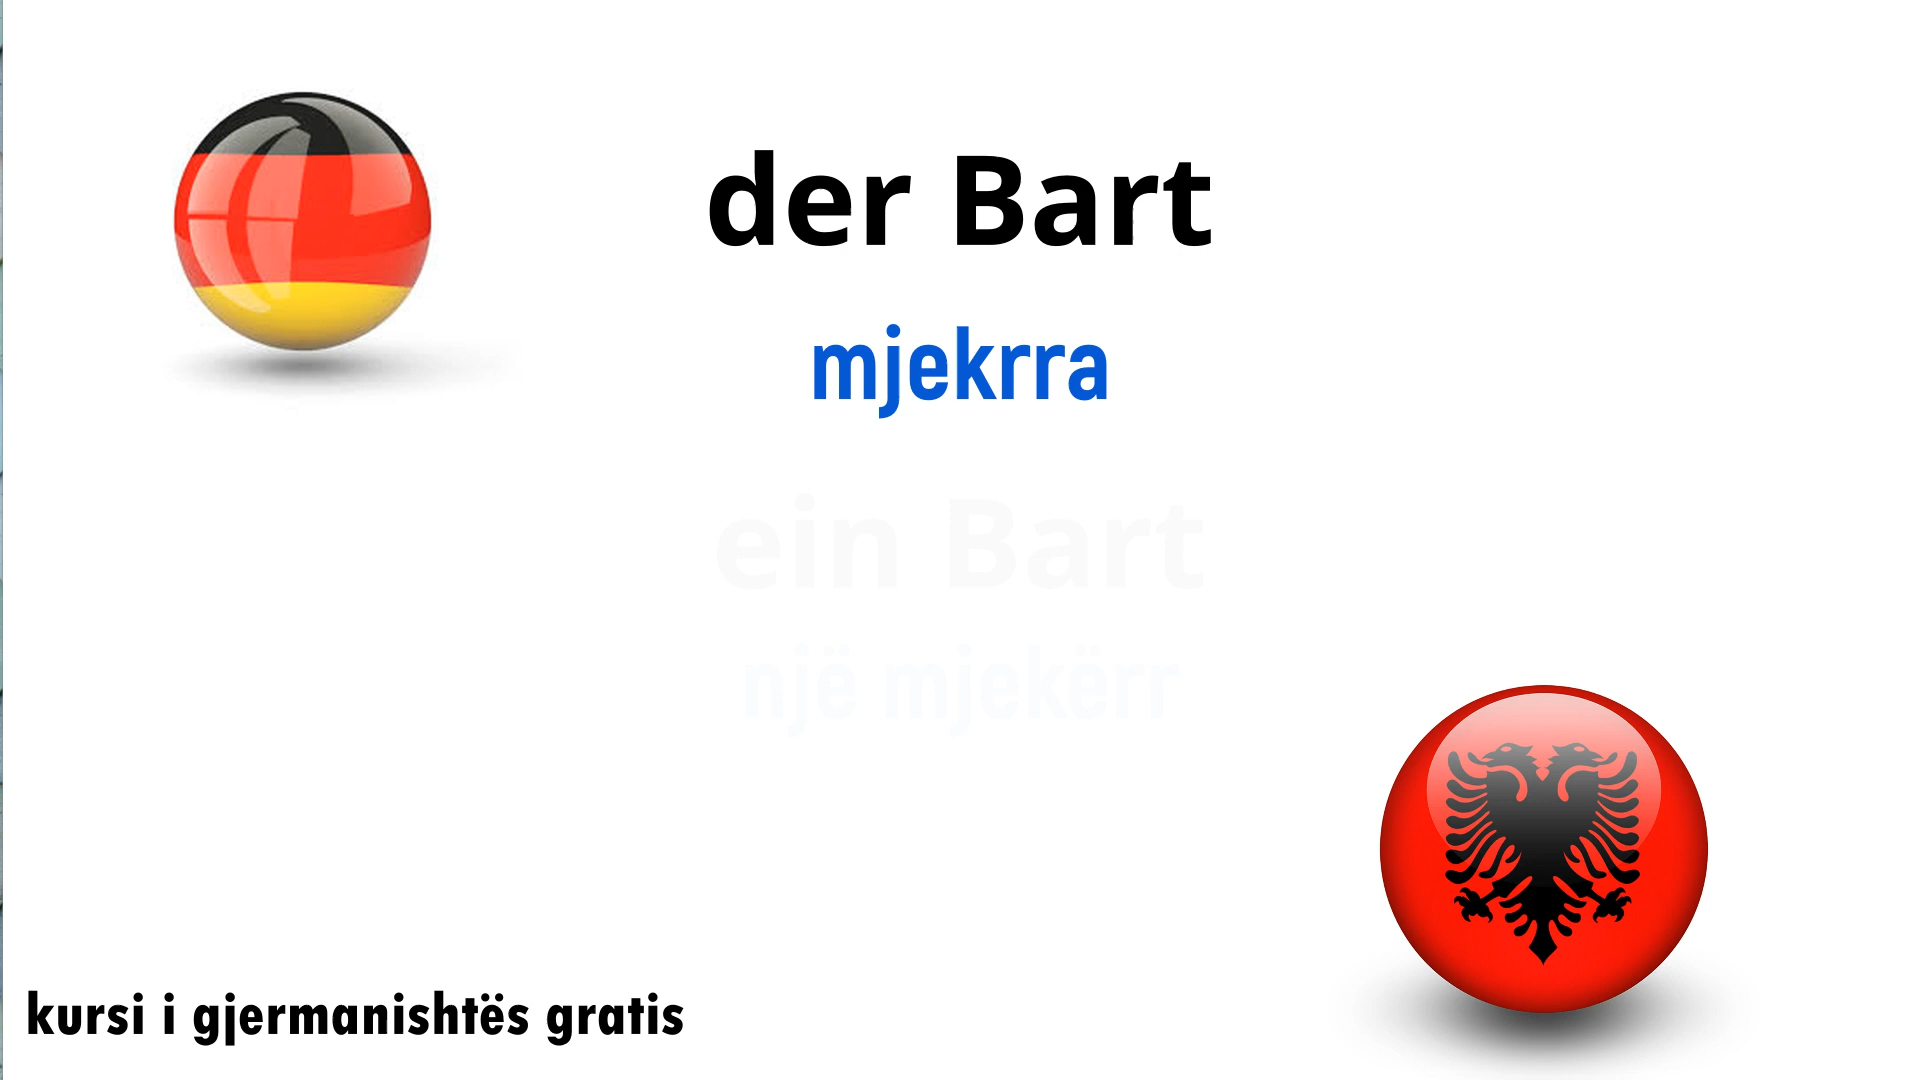 der Bart
mjekrra
ein Bart
një mjekërr
kursi i gjermanishtës gratis